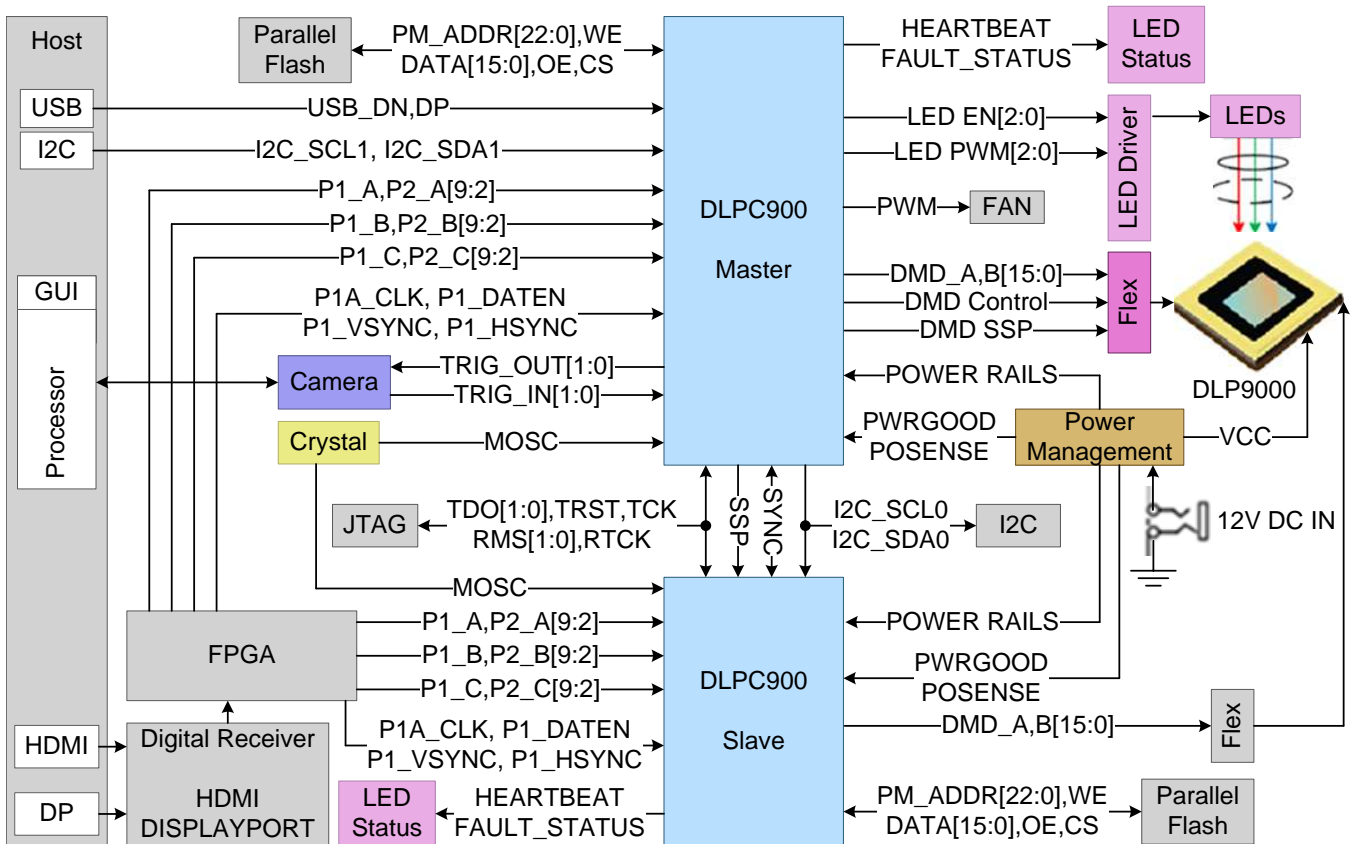 Host
USB
I2C
GUI
Processor
HDMI
DP
Parallel
Flash
PM_ADDR[22:0],WE
DATA[15:0],OE,CS
USB_DN,DP
I2C_SCL1, I2C_SDA1
P1_A,P2_A[9:2]
P1_B,P2_B[9:2]
P1_C,P2_C[9:2]
P1A_CLK, P1_DATEN
P1_VSYNC, P1_HSYNC
Camera
TRIG_OUT[1:0]
TRIG_IN[1:0]
Crystal
MOSC
DLPC900
Master
HEARTBEAT
FAULT_STATUS
LED
Status
LED EN[2:0]
LED PWM[2:0]
LED Driver
LEDs
PWM
FAN
DMD_A,B[15:0]
DMD Control
DMD SSP
Flex
DLP9000
POWER RAILS
PWRGOOD
POSENSE
Power
Management
VCC
12V DC IN
JTAG
TDO[1:0],TRST,TCK
RMS[1:0],RTCK
SSP
SYNC
I2C_SCL0
I2C_SDA0
I2C
MOSC
FPGA
P1_A,P2_A[9:2]
P1_B,P2_B[9:2]
P1_C,P2_C[9:2]
P1A_CLK, P1_DATEN
P1_VSYNC, P1_HSYNC
Digital Receiver
HDMI
DISPLAYPORT
LED
Status
HEARTBEAT
FAULT_STATUS
DLPC900
Slave
POWER RAILS
PWRGOOD
POSENSE
DMD_A,B[15:0]
Flex
PM_ADDR[22:0],WE
DATA[15:0],OE,CS
Parallel
Flash